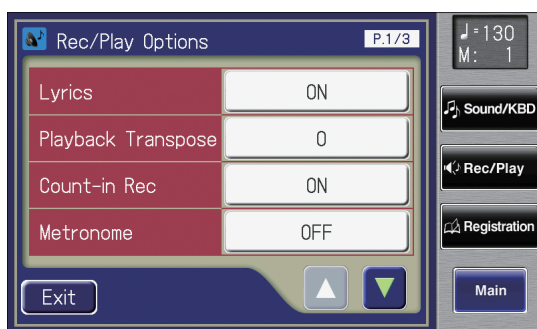 Rec/Play Options P.1/3
♩=130
M: 1
Lyrics ON
Playback Transpose 0
Count-in Rec ON
Metronome OFF
Exit
Sound/KBD
Rec/Play
Registration
Main